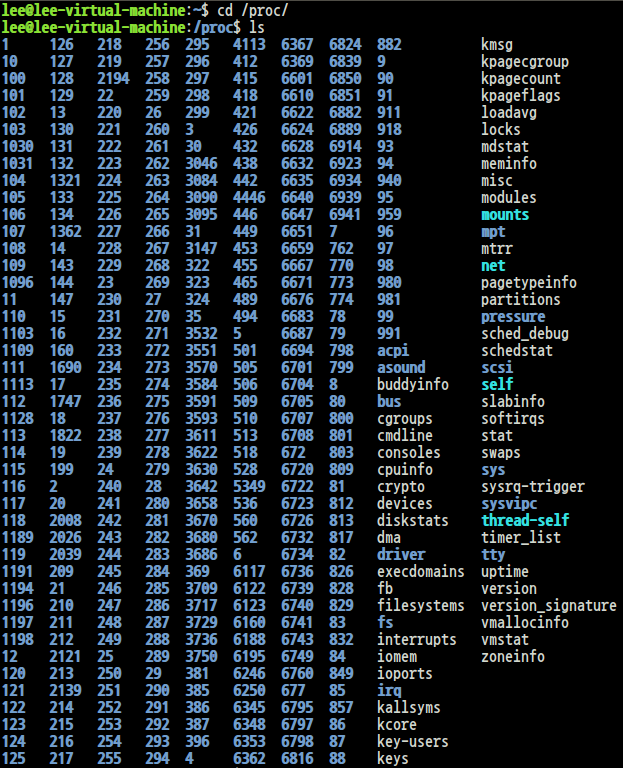 lee@lee-virtual-machine:~$ cd /proc/
lee@lee-virtual-machine:/proc$ ls
1 126 218 256 295 4113 6367 6824 882 kmsg
10 127 219 257 296 412 6369 6839 9 kpagecgroup
100 128 2194 258 297 415 6601 6850 90 kpagecount
101 129 22 259 298 418 6610 6851 91 kpageflags
102 13 220 26 299 421 6622 6882 911 loadavg
103 130 221 260 3 426 6624 6889 918 locks
1030 131 222 261 30 432 6628 6914 93 mdstat
1031 132 223 262 3046 438 6632 6923 94 meminfo
104 1321 224 263 3084 442 6635 6934 940 misc
105 133 225 264 3090 4446 6640 6939 95 modules
106 134 226 265 3095 446 6647 6941 959 mounts
107 1362 227 266 31 449 6651 7 96 mpt
108 14 228 267 3147 453 6659 762 97 mtrr
109 143 229 268 322 455 6667 770 98 net
1096 144 23 269 323 465 6671 773 980 pagetypeinfo
11 147 230 27 324 489 6676 774 981 partitions
110 15 231 270 35 494 6683 78 99 pressure
1103 16 232 271 3532 5 6687 79 991 sched_debug
1109 160 233 272 3551 501 6694 798 acpi schedstat
111 1690 234 273 3570 505 6701 799 asound scsi
1113 17 235 274 3584 506 6704 8 buddyinfo self
112 1747 236 275 3591 509 6705 80 bus slabinfo
1128 18 237 276 3593 510 6707 800 cgroups softirqs
113 1822 238 277 3611 513 6708 801 cmdline stat
114 19 239 278 3622 518 672 803 consoles swaps
115 199 24 279 3630 528 6720 809 cpuinfo sys
116 2 240 28 3642 5349 6722 81 crypto sysrq-trigger
117 20 241 280 3658 536 6723 812 devices sysvipc
118 2008 242 281 3670 560 6726 813 diskstats thread-self
1189 2026 243 282 3680 562 6732 817 dma timer_list
119 2039 244 283 3686 6 6734 82 driver tty
1191 209 245 284 369 6117 6736 826 execdomains uptime
1194 21 246 285 3709 6122 6739 828 fb version
1196 210 247 286 3717 6123 6740 829 filesystems version_signature
1197 211 248 287 3729 6160 6741 83 fs vmallocinfo
1198 212 249 288 3736 6188 6743 832 interrupts vmstat
12 2121 25 289 3750 6195 6749 84 iomem zoneinfo
120 213 250 29 381 6246 6760 849 ioports
121 2139 251 290 385 6250 677 85 irq
122 214 252 291 386 6345 6795 857 kallsyms
123 215 253 292 387 6348 6797 86 kcore
124 216 254 293 396 6353 6798 87 key-users
125 217 255 294 4 6362 6816 88 keys